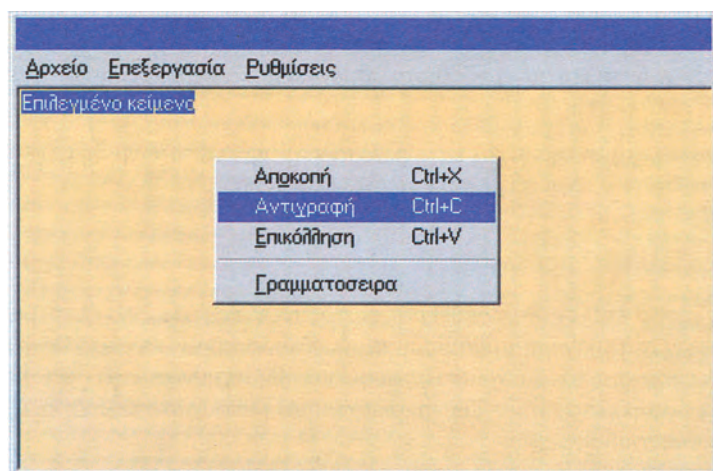 Αρχείο Επεξεργασία Ρυθμίσεις
Επιλεγμένο κείμενο
Αποκοπή Ctrl+X
Αντιγραφή Ctrl+C
Επικόλληση Ctrl+V
Γραμματοσειρα